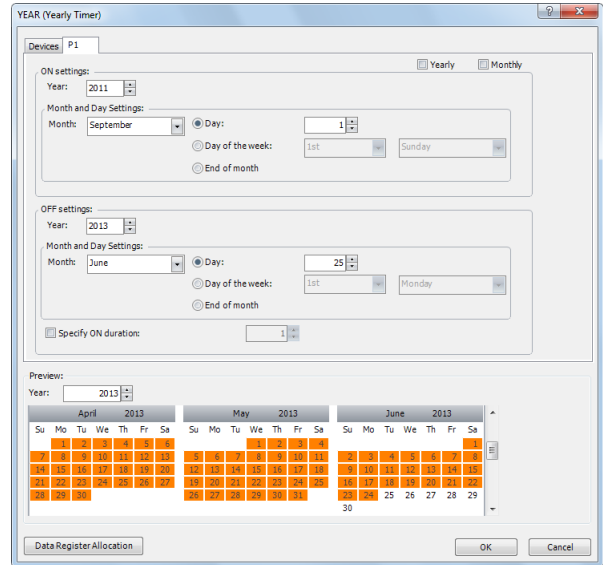 YEAR (Yearly Timer)
Devices P1
Yearly Monthly
ON settings:
Year: 2011
Month and Day Settings:
Month: September Day: 1
Day of the week: 1st Sunday
End of month
OFF settings:
Year: 2013
Month and Day Settings:
Month: June Day: 25
Day of the week: 1st Monday
End of month
Specify ON duration: 1
Preview:
Year: 2013
April 2013 May 2013 June 2013
Su Mo Tu We Th Fr Sa Su Mo Tu We Th Fr Sa Su Mo Tu We Th Fr Sa
1 2 3 4 5 6 1 2 3 4 1
7 8 9 10 11 12 13 5 6 7 8 9 10 11 2 3 4 5 6 7 8
14 15 16 17 18 19 20 12 13 14 15 16 17 18 9 10 11 12 13 14 15
21 22 23 24 25 26 27 19 20 21 22 23 24 25 16 17 18 19 20 21 22
28 29 30 26 27 28 29 30 31 23 24 25 26 27 28 29
30
Data Register Allocation OK Cancel